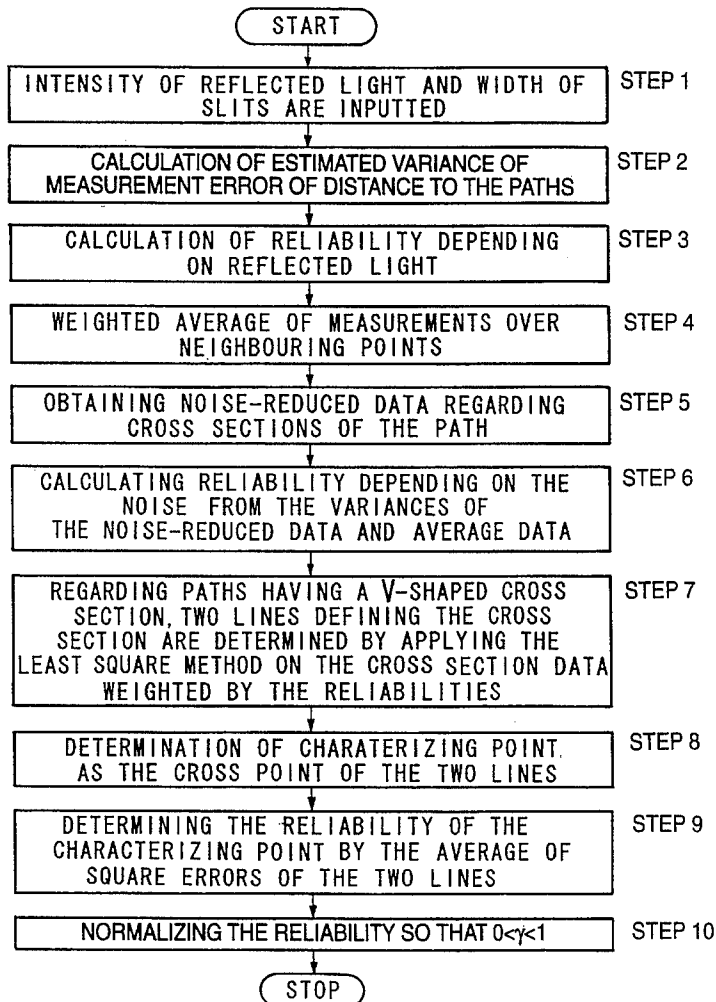 START
INTENSITY OF REFLECTED LIGHT AND WIDTH OF
SLITS ARE INPUTTED
STEP 1
CALCULATION OF ESTIMATED VARIANCE OF
MEASUREMENT ERROR OF DISTANCE TO THE PATHS
STEP 2
CALCULATION OF RELIABILITY DEPENDING
ON REFLECTED LIGHT
STEP 3
WEIGHTED AVERAGE OF MEASUREMENTS OVER
NEIGHBOURING POINTS
STEP 4
OBTAINING NOISE-REDUCED DATA REGARDING
CROSS SECTIONS OF THE PATH
STEP 5
CALCULATING RELIABILITY DEPENDING ON THE
NOISE FROM THE VARIANCES OF
THE NOISE-REDUCED DATA AND AVERAGE DATA
STEP 6
REGARDING PATHS HAVING A V-SHAPED CROSS
SECTION, TWO LINES DEFINING THE CROSS
SECTION ARE DETERMINED BY APPLYING THE
LEAST SQUARE METHOD ON THE CROSS SECTION DATA
WEIGHTED BY THE RELIABILITIES
STEP 7
DETERMINATION OF CHARATERIZING POINT
AS THE CROSS POINT OF THE TWO LINES
STEP 8
DETERMINING THE RELIABILITY OF THE
CHARACTERIZING POINT BY THE AVERAGE OF
SQUARE ERRORS OF THE TWO LINES
STEP 9
NORMALIZING THE RELIABILITY SO THAT 0<γ<1
STEP 10
STOP